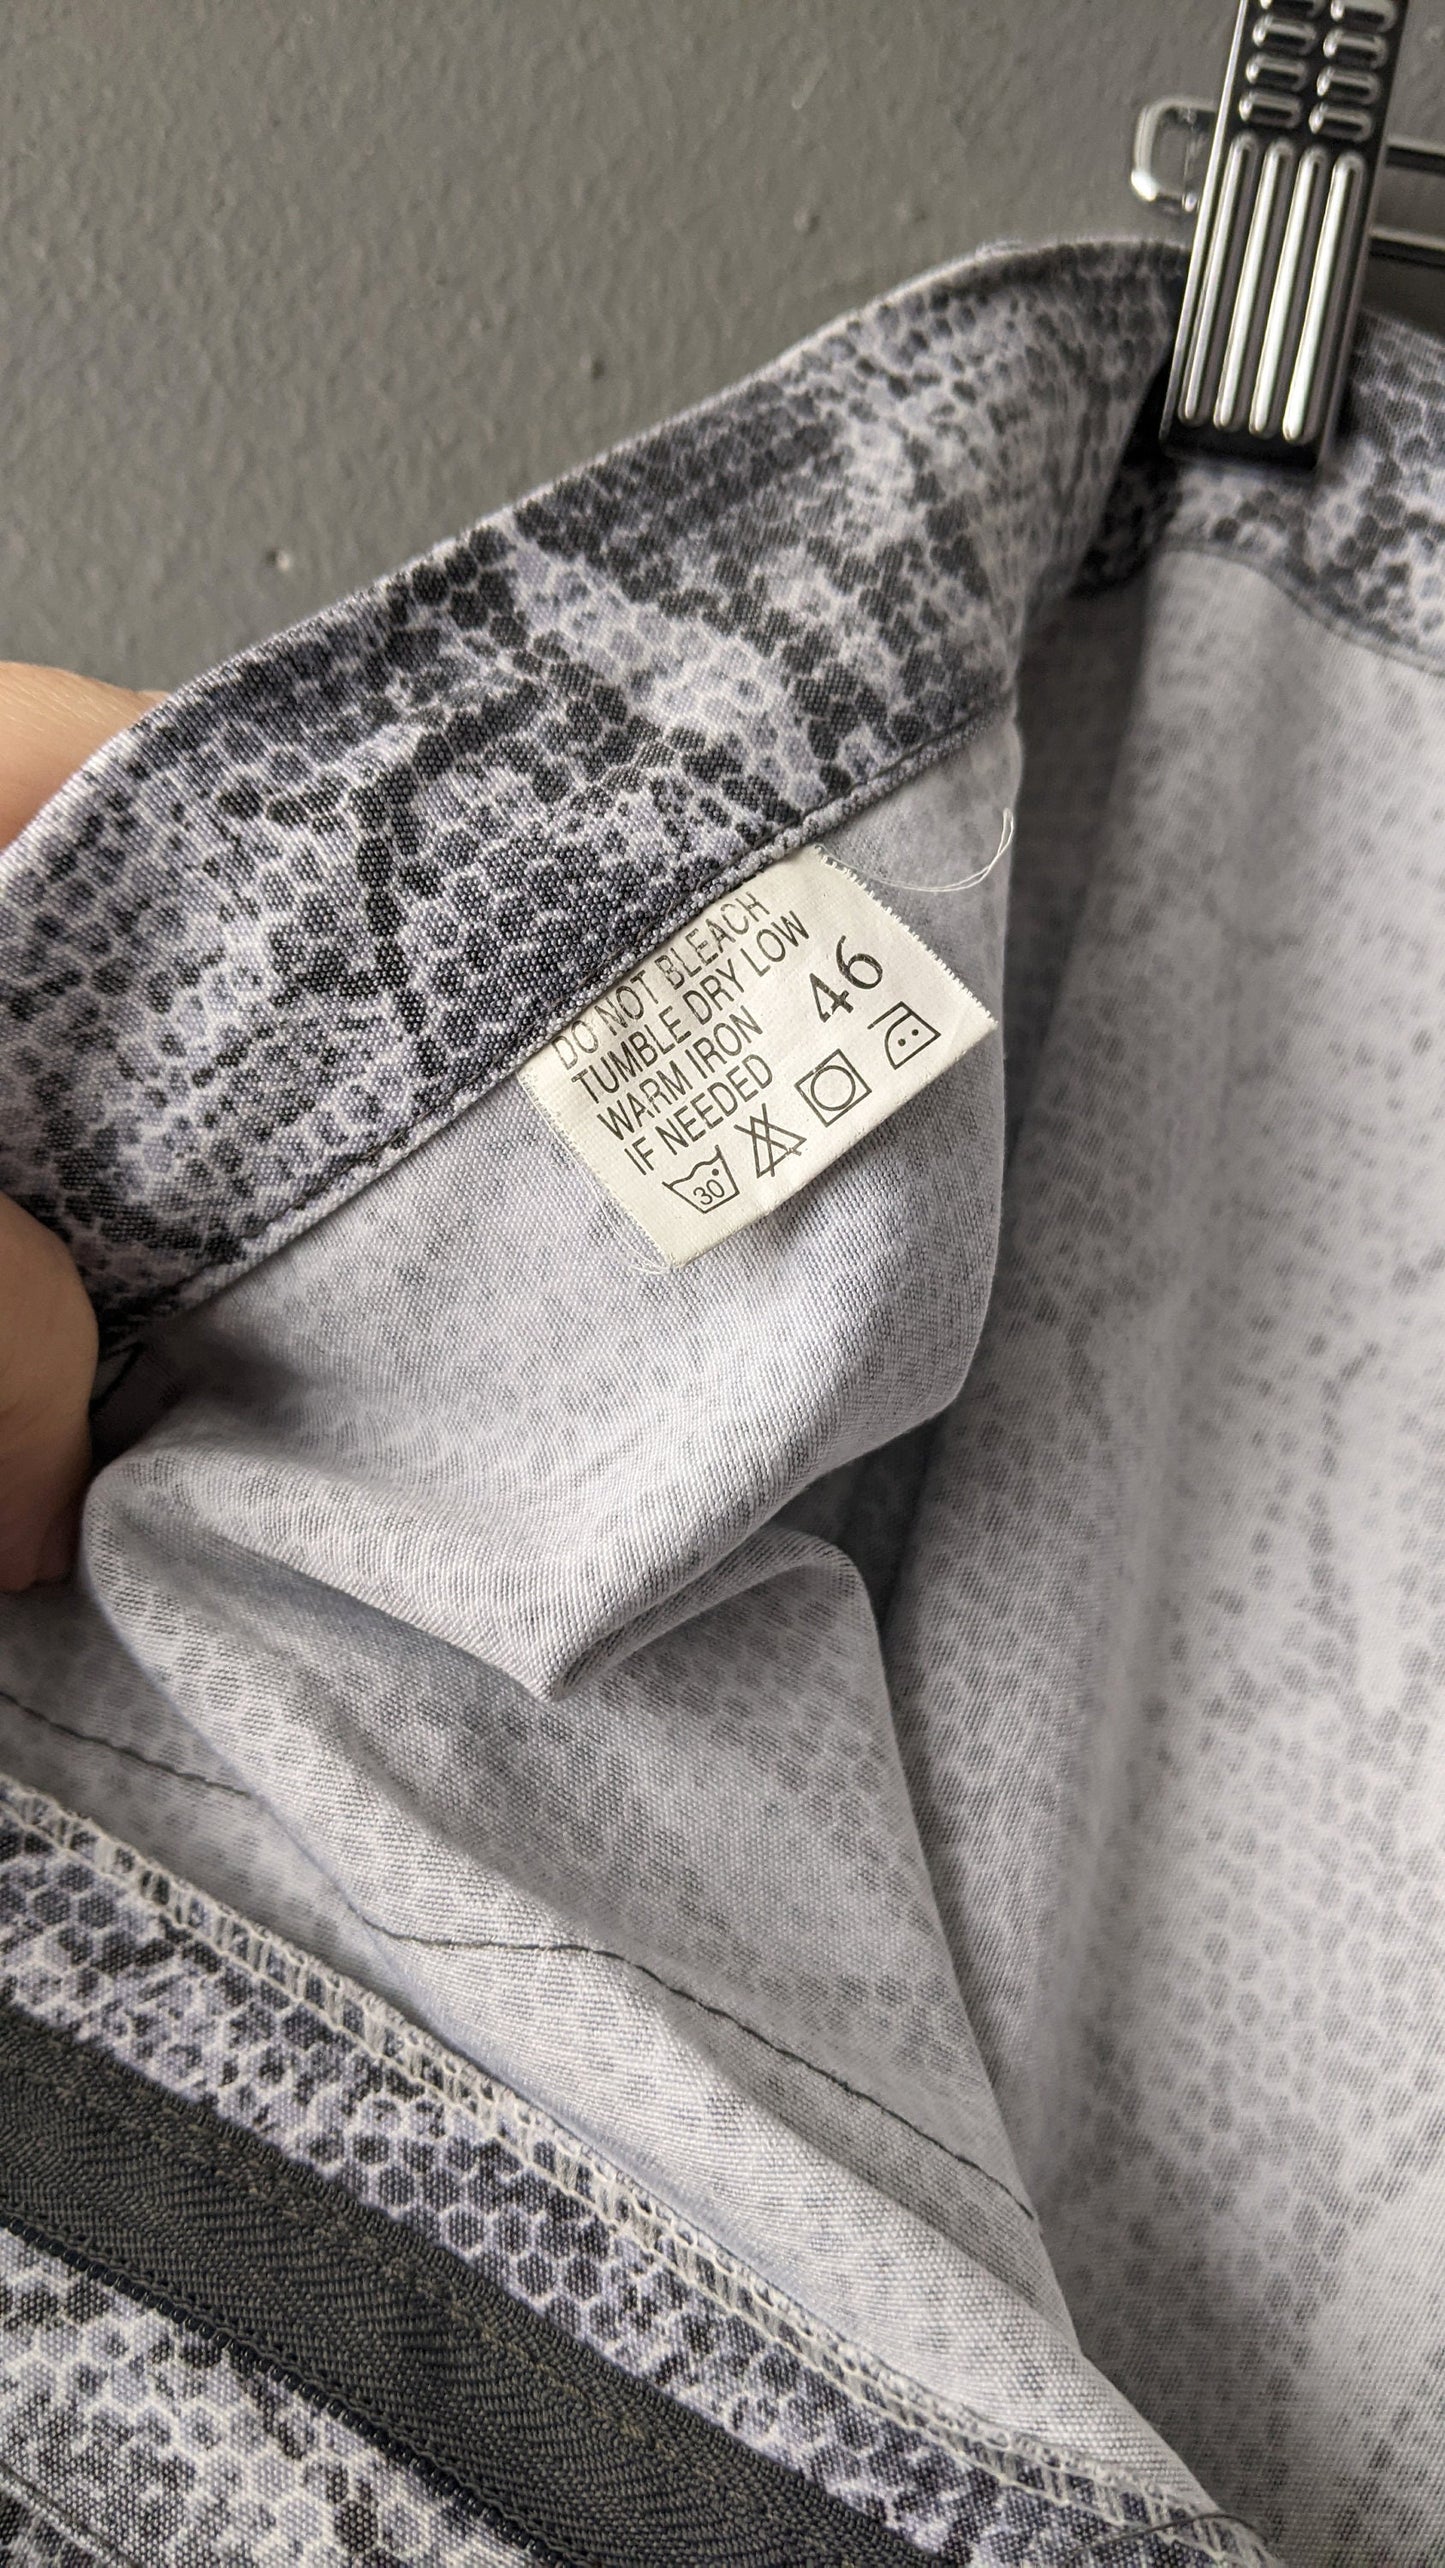 DO NOT BLEACH
TUMBLE DRY LOW
WARM IRON
IF NEEDED
46
30